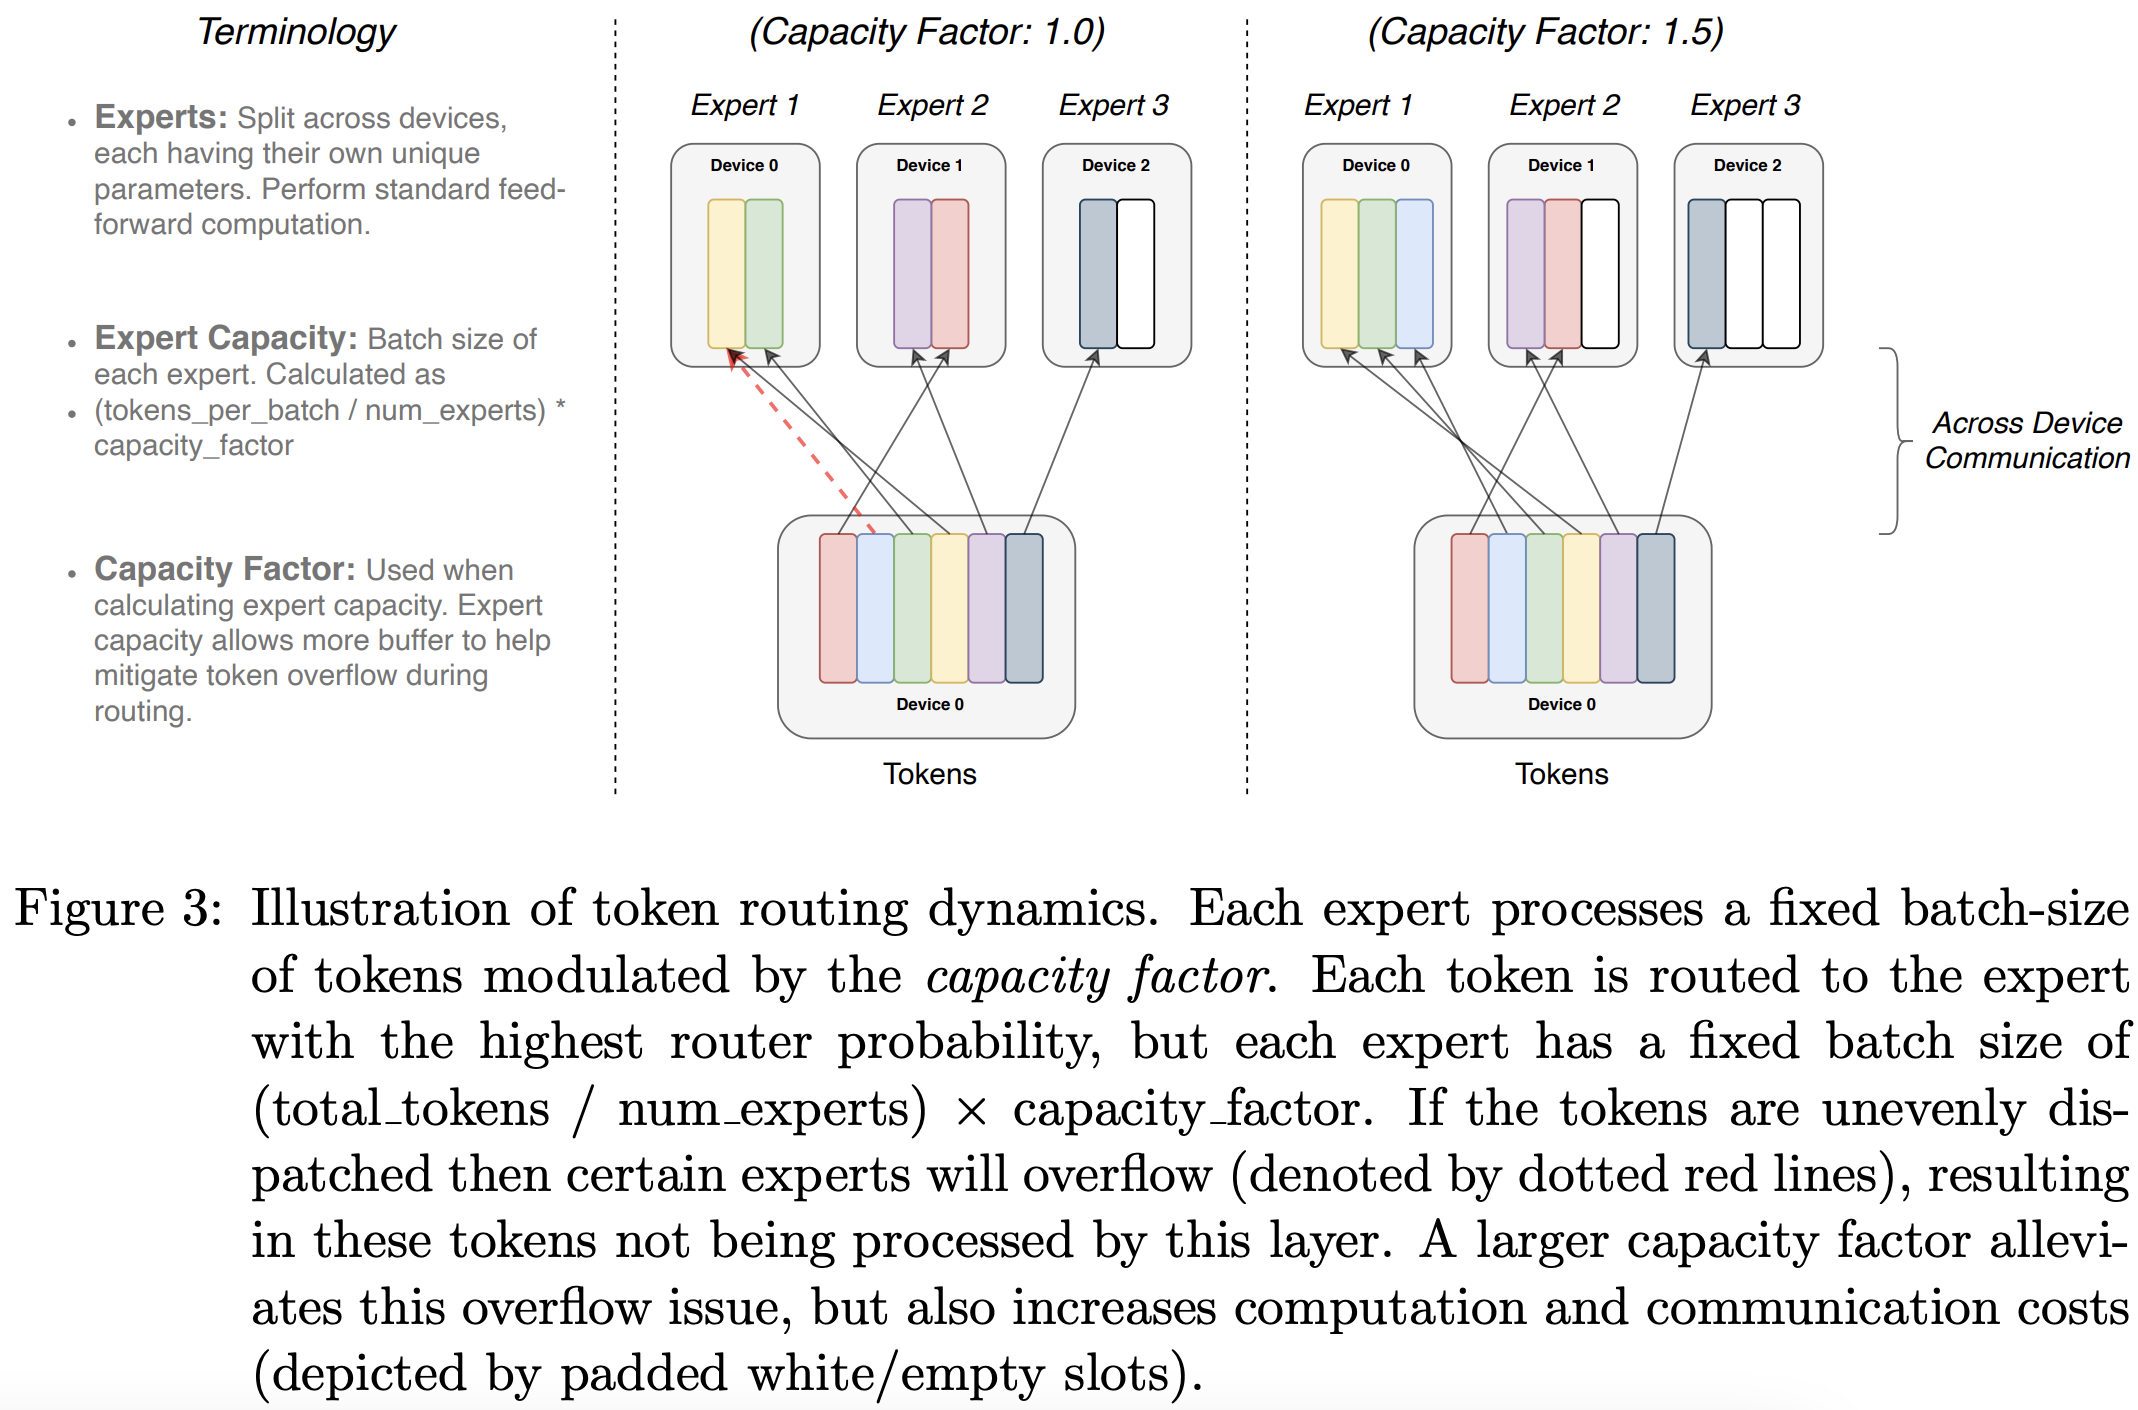 Terminology
• Experts: Split across devices,
each having their own unique
parameters. Perform standard feed-
forward computation.
• Expert Capacity: Batch size of
each expert. Calculated as
• (tokens_per_batch / num_experts) *
capacity_factor
• Capacity Factor: Used when
calculating expert capacity. Expert
capacity allows more buffer to help
mitigate token overflow during
routing.
(Capacity Factor: 1.0)
Expert 1 Expert 2 Expert 3
Device 0 Device 1 Device 2
Device 0
Tokens
(Capacity Factor: 1.5)
Expert 1 Expert 2 Expert 3
Device 0 Device 1 Device 2
Across Device
Communication
Device 0
Tokens
Figure 3: Illustration of token routing dynamics. Each expert processes a fixed batch-size
of tokens modulated by the capacity factor. Each token is routed to the expert
with the highest router probability, but each expert has a fixed batch size of
(total_tokens / num_experts) × capacity_factor. If the tokens are unevenly dis-
patched then certain experts will overflow (denoted by dotted red lines), resulting
in these tokens not being processed by this layer. A larger capacity factor allevi-
ates this overflow issue, but also increases computation and communication costs
(depicted by padded white/empty slots).